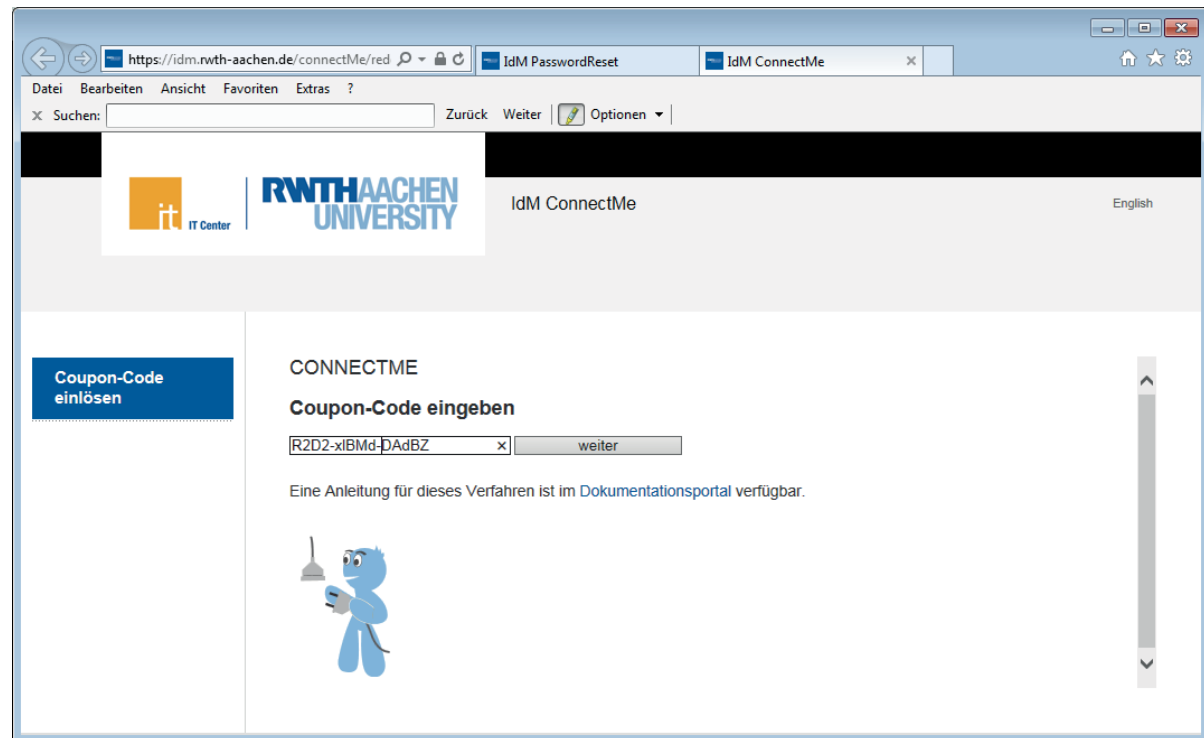 https://idm.rwth-aachen.de/connectMe/red
IdM PasswordReset
IdM ConnectMe
Datei Bearbeiten Ansicht Favoriten Extras ?
x Suchen: Zurück Weiter Optionen
it IT Center
RWTHAACHEN
UNIVERSITY
IdM ConnectMe
English
Coupon-Code
einlösen
CONNECTME
Coupon-Code eingeben
R2D2-xIBMd-DAdBZ
weiter
Eine Anleitung für dieses Verfahren ist im Dokumentationsportal verfügbar.